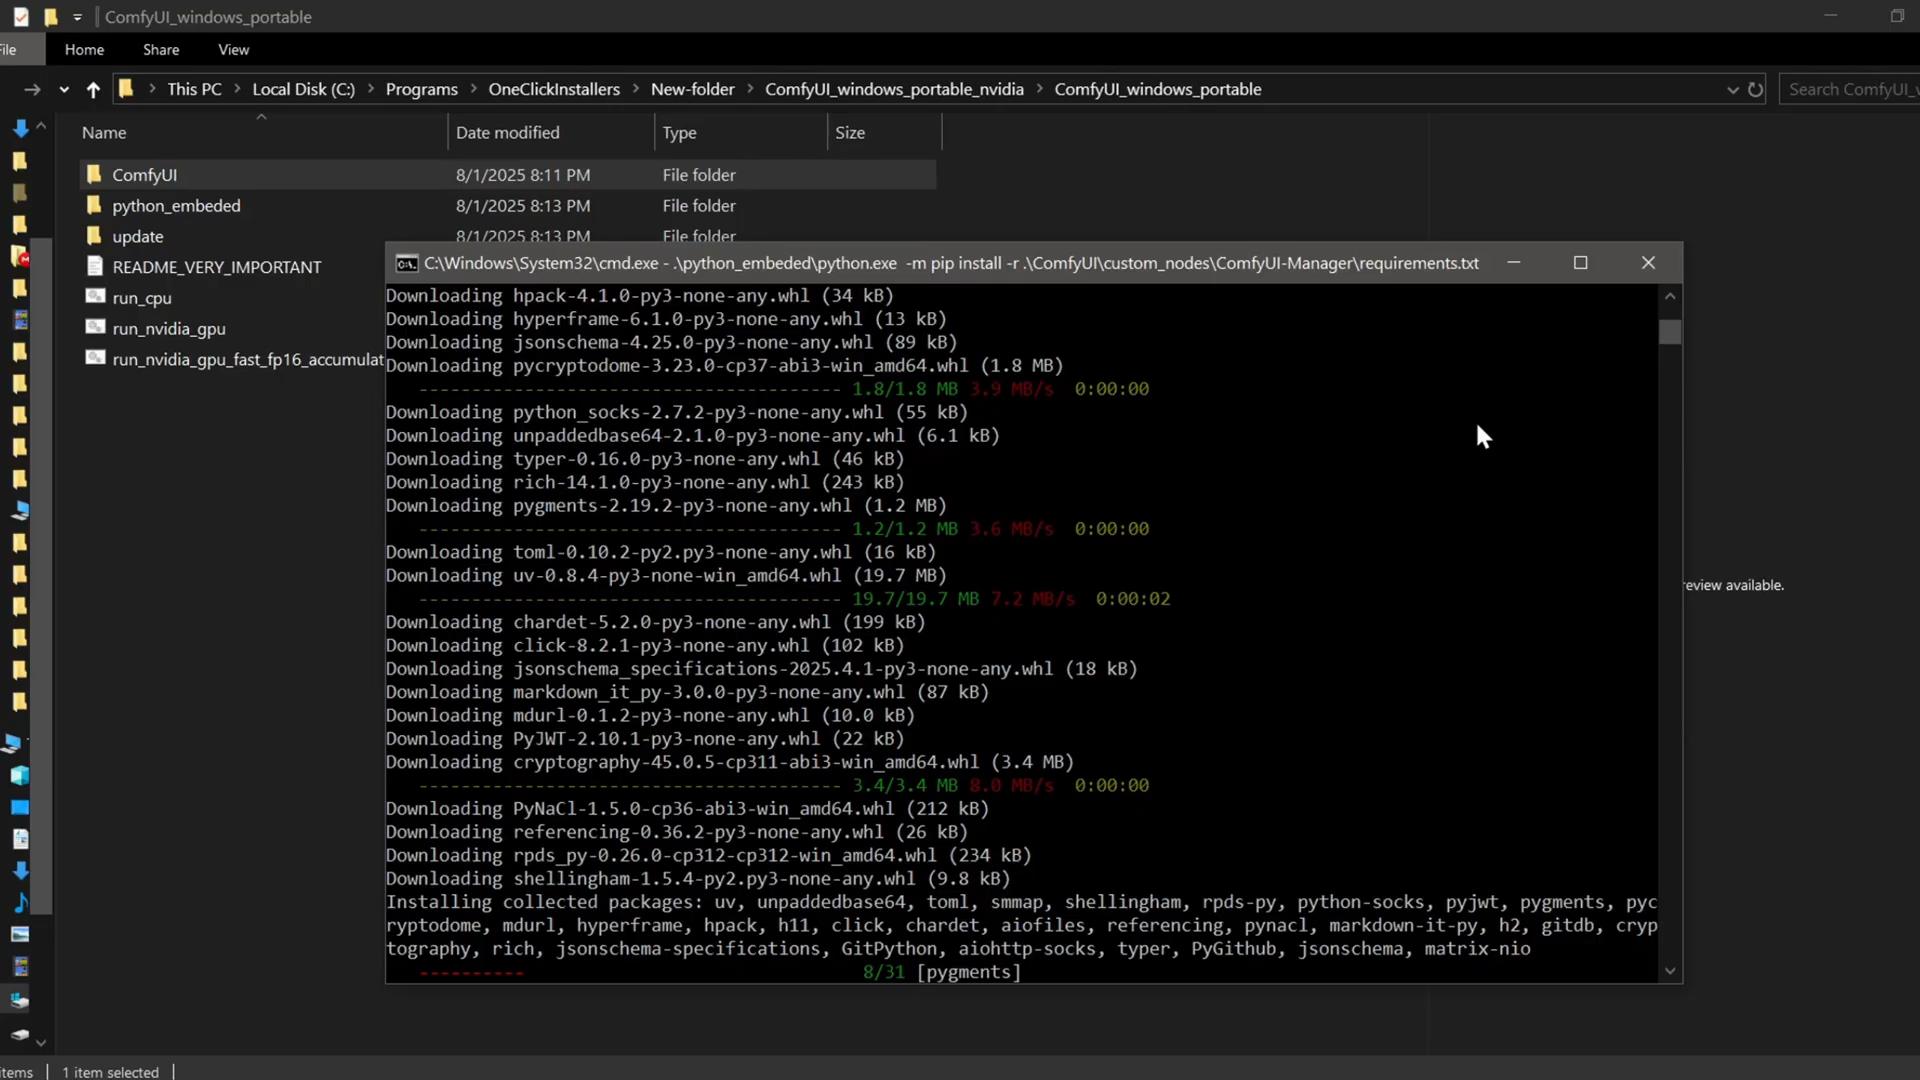 ComfyUI_windows_portable
File
Home
Share
View
This PC
Local Disk (C:)
Programs
OneClickInstallers
New-folder
ComfyUI_windows_portable_nvidia
ComfyUI_windows_portable
Search ComfyUI_
Name
Date modified
Type
Size
ComfyUI 8/1/2025 8:11 PM File folder
python_embeded 8/1/2025 8:13 PM File folder
update 8/1/2025 8:13 PM File folder
README_VERY_IMPORTANT
run_cpu
run_nvidia_gpu
run_nvidia_gpu_fast_fp16_accumulat
C:\Windows\System32\cmd.exe - .\python_embeded\python.exe -m pip install -r .\ComfyUI\custom_nodes\ComfyUI-Manager\requirements.txt
Downloading hpack-4.1.0-py3-none-any.whl (34 kB)
Downloading hyperframe-6.1.0-py3-none-any.whl (13 kB)
Downloading jsonschema-4.25.0-py3-none-any.whl (89 kB)
Downloading pycryptodome-3.23.0-cp37-abi3-win_amd64.whl (1.8 MB)
---------------------------------------- 1.8/1.8 MB 3.9 MB/s 0:00:00
Downloading python_socks-2.7.2-py3-none-any.whl (55 kB)
Downloading unpaddedbase64-2.1.0-py3-none-any.whl (6.1 kB)
Downloading typer-0.16.0-py3-none-any.whl (46 kB)
Downloading rich-14.1.0-py3-none-any.whl (243 kB)
Downloading pygments-2.19.2-py3-none-any.whl (1.2 MB)
---------------------------------------- 1.2/1.2 MB 3.6 MB/s 0:00:00
Downloading toml-0.10.2-py2.py3-none-any.whl (16 kB)
Downloading uv-0.8.4-py3-none-win_amd64.whl (19.7 MB)
---------------------------------------- 19.7/19.7 MB 7.2 MB/s 0:00:02
Downloading chardet-5.2.0-py3-none-any.whl (199 kB)
Downloading click-8.2.1-py3-none-any.whl (102 kB)
Downloading jsonschema_specifications-2025.4.1-py3-none-any.whl (18 kB)
Downloading markdown_it_py-3.0.0-py3-none-any.whl (87 kB)
Downloading mdurl-0.1.2-py3-none-any.whl (10.0 kB)
Downloading PyJWT-2.10.1-py3-none-any.whl (22 kB)
Downloading cryptography-45.0.5-cp311-abi3-win_amd64.whl (3.4 MB)
---------------------------------------- 3.4/3.4 MB 8.0 MB/s 0:00:00
Downloading PyNaCl-1.5.0-cp36-abi3-win_amd64.whl (212 kB)
Downloading referencing-0.36.2-py3-none-any.whl (26 kB)
Downloading rpds_py-0.26.0-cp312-cp312-win_amd64.whl (234 kB)
Downloading shellingham-1.5.4-py2.py3-none-any.whl (9.8 kB)
Installing collected packages: uv, unpaddedbase64, toml, smmap, shellingham, rpds-py, python-socks, pyjwt, pygments, pyc
ryptodome, mdurl, hyperframe, hpack, h11, click, chardet, aiofiles, referencing, pynacl, markdown-it-py, h2, gitdb, cryp
tography, rich, jsonschema-specifications, GitPython, aiohttp-socks, typer, PyGithub, jsonschema, matrix-nio
---------- 8/31 [pygments]
review available.
items
1 item selected